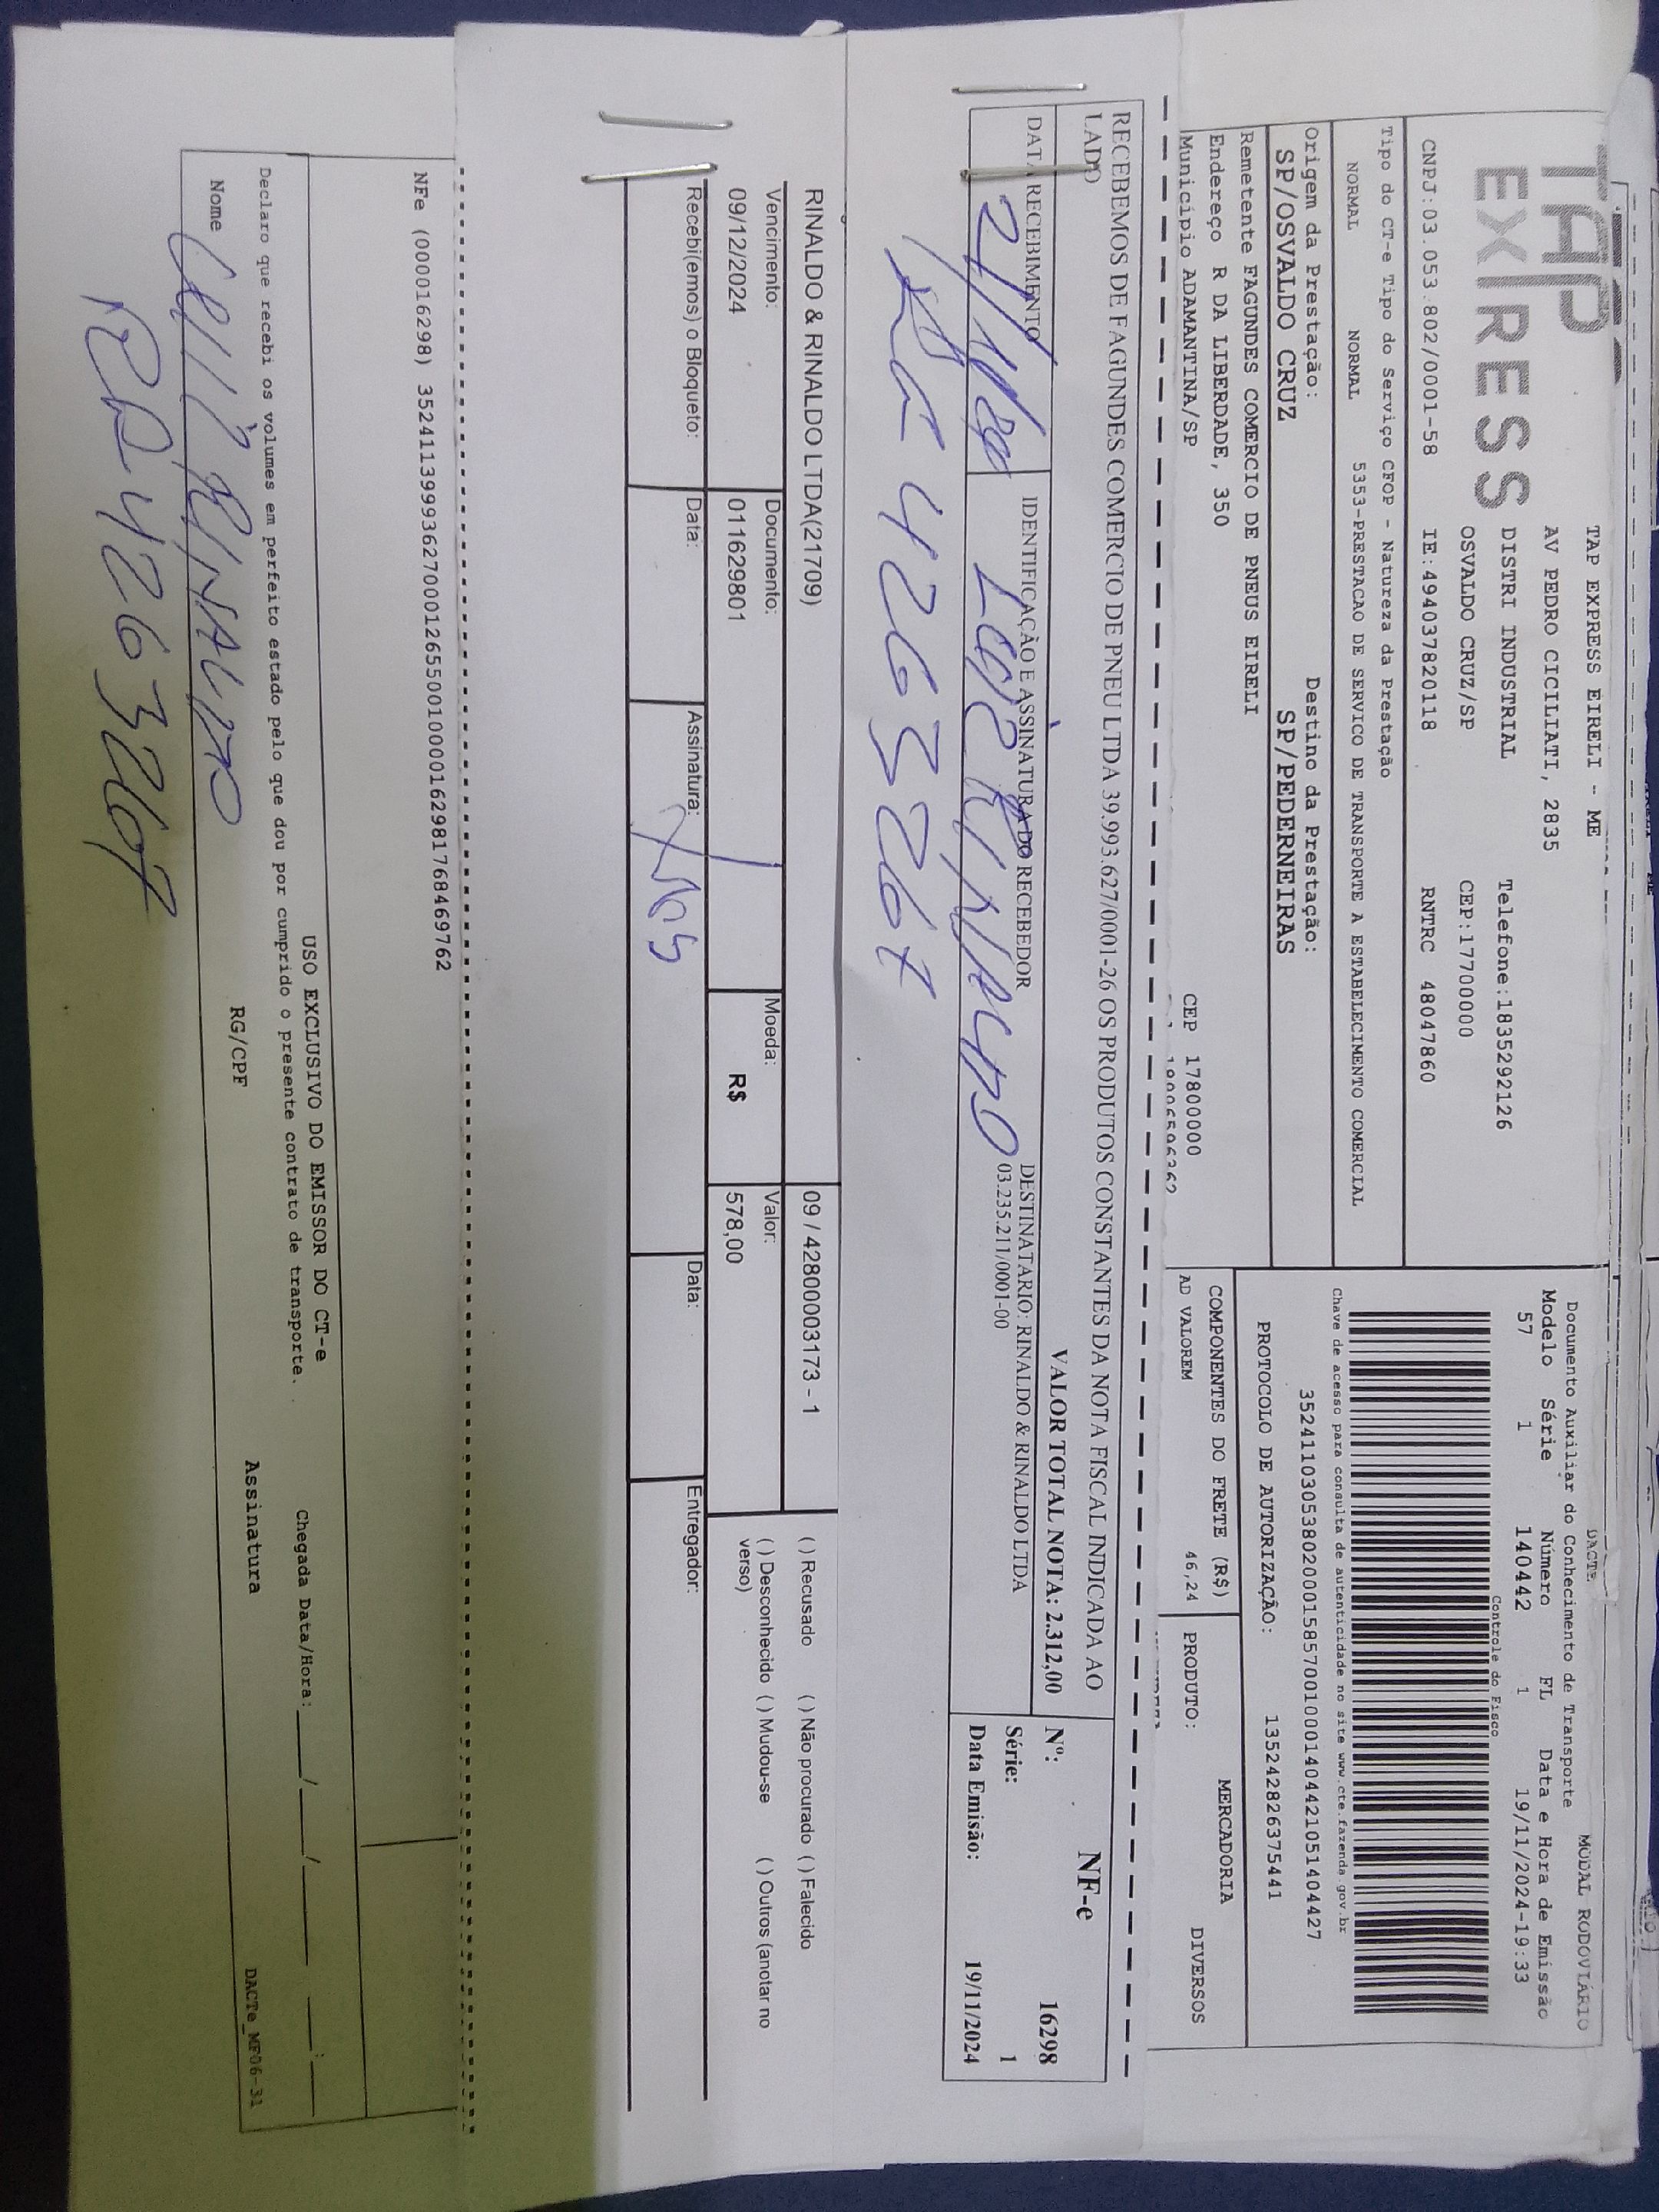 TAP
EXPRESS
TAP EXPRESS EIRELI - ME
AV PEDRO CICILIATI, 2835
DISTRI INDUSTRIAL
Telefone:1835292126
OSVALDO CRUZ/SP
CEP:17700000
CNPJ:03.053.802/0001-58
IE:494037820118
RNTRC 48047860
DACTE
MODAL RODOVIÁRIO
Documento Auxiliar do Conhecimento de Transporte
Modelo Série Número FL Data e Hora de Emissão
57 1 140442 1 19/11/2024-19:33
Controle do Fisco
Chave de acesso para consulta de autenticidade no site www.cte.fazenda.gov.br
35241103053802000158570010001404421051404427
PROTOCOLO DE AUTORIZAÇÃO: 135242826375441
Tipo do CT-e Tipo do Serviço CFOP - Natureza da Prestação
NORMAL NORMAL 5353-PRESTACAO DE SERVICO DE TRANSPORTE A ESTABELECIMENTO COMERCIAL
Origem da Prestação: Destino da Prestação:
SP/OSVALDO CRUZ SP/PEDERNEIRAS
Remetente FAGUNDES COMERCIO DE PNEUS EIRELI
Endereço R DA LIBERDADE, 350
Município ADAMANTINA/SP CEP 17800000
COMPONENTES DO FRETE (R$)
AD VALOREM 46,24
MERCADORIA
PRODUTO: DIVERSOS
RECEBEMOS DE FAGUNDES COMERCIO DE PNEU LTDA 39.993.627/0001-26 OS PRODUTOS CONSTANTES DA NOTA FISCAL INDICADA AO
LADO
VALOR TOTAL NOTA: 2.312,00
DATA RECEBIMENTO
IDENTIFICAÇÃO E ASSINATURA DO RECEBEDOR
DESTINATARIO: RINALDO & RINALDO LTDA
03.235.211/0001-00
RINALDO
NF-e
Nº: 16298
Série: 1
Data Emissão: 19/11/2024
RINALDO & RINALDO LTDA(21709)
09 / 42800003173 - 1
Vencimento: Documento: Moeda: Valor:
09/12/2024 011629801 R$ 578,00
( ) Recusado ( ) Não procurado ( ) Falecido
( ) Desconhecido ( ) Mudou-se ( ) Outros (anotar no
verso)
Recebi(emos) o Bloqueto: Data: Assinatura: Data: Entregador:
NFe (000016298) 35241139993627000126550010000162981768469762
USO EXCLUSIVO DO EMISSOR DO CT-e
Declaro que recebi os volumes em perfeito estado pelo que dou por cumprido o presente contrato de transporte.
Chegada Data/Hora: ___/___/_____ ___:___
Nome RG/CPF Assinatura
RINALDO
DACTe_MF06-31